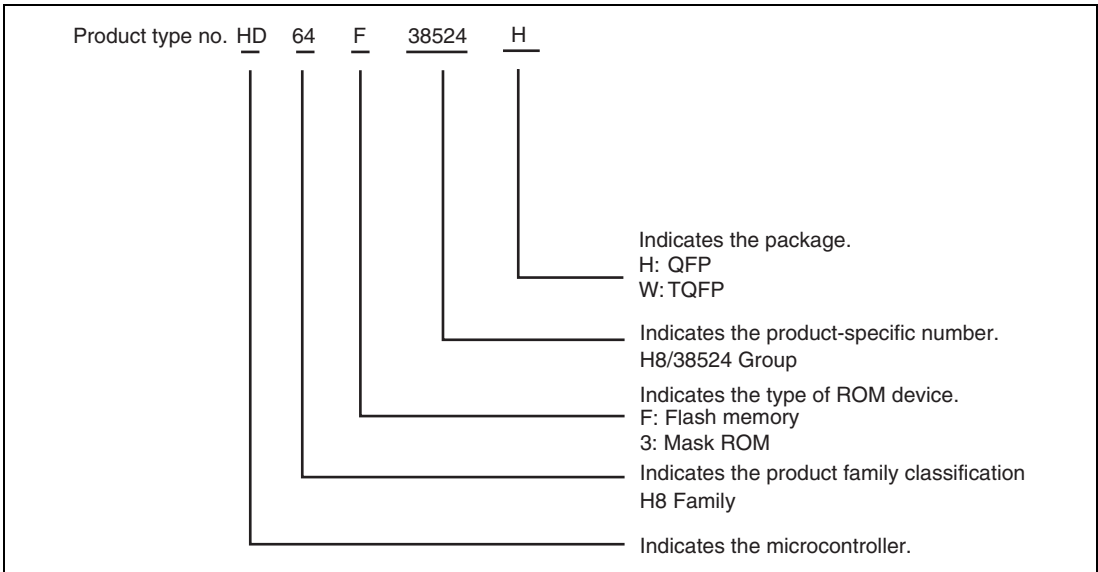 Product type no. HD 64 F 38524 H
Indicates the package.
H: QFP
W: TQFP
Indicates the product-specific number.
H8/38524 Group
Indicates the type of ROM device.
F: Flash memory
3: Mask ROM
Indicates the product family classification
H8 Family
Indicates the microcontroller.